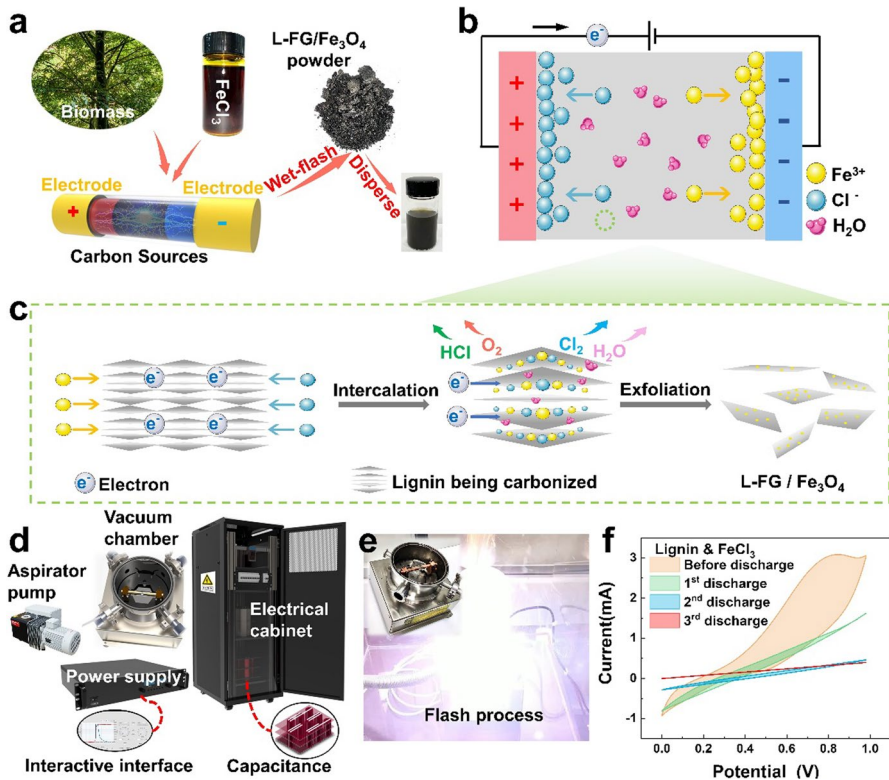 a
Biomass
FeCl₃
L-FG/Fe₃O₄
powder
Wet-flash
Disperse
Electrode
Electrode
+
-
Carbon Sources
b
e⁻
+
+
+
+
-
-
-
-
Fe³⁺
Cl⁻
H₂O
c
HCl
O₂
Cl₂
H₂O
e⁻
e⁻
e⁻
e⁻
Intercalation
e⁻
e⁻
Exfoliation
e⁻
Electron
Lignin being carbonized
L-FG / Fe₃O₄
d
Vacuum
chamber
Aspirator
pump
Electrical
cabinet
Power supply
Interactive interface
Capacitance
e
Flash process
f
Lignin & FeCl₃
Before discharge
1ˢᵗ discharge
2ⁿᵈ discharge
3ʳᵈ discharge
Current(mA)
3
2
1
0
-1
0.0
0.2
0.4
0.6
0.8
1.0
Potential (V)